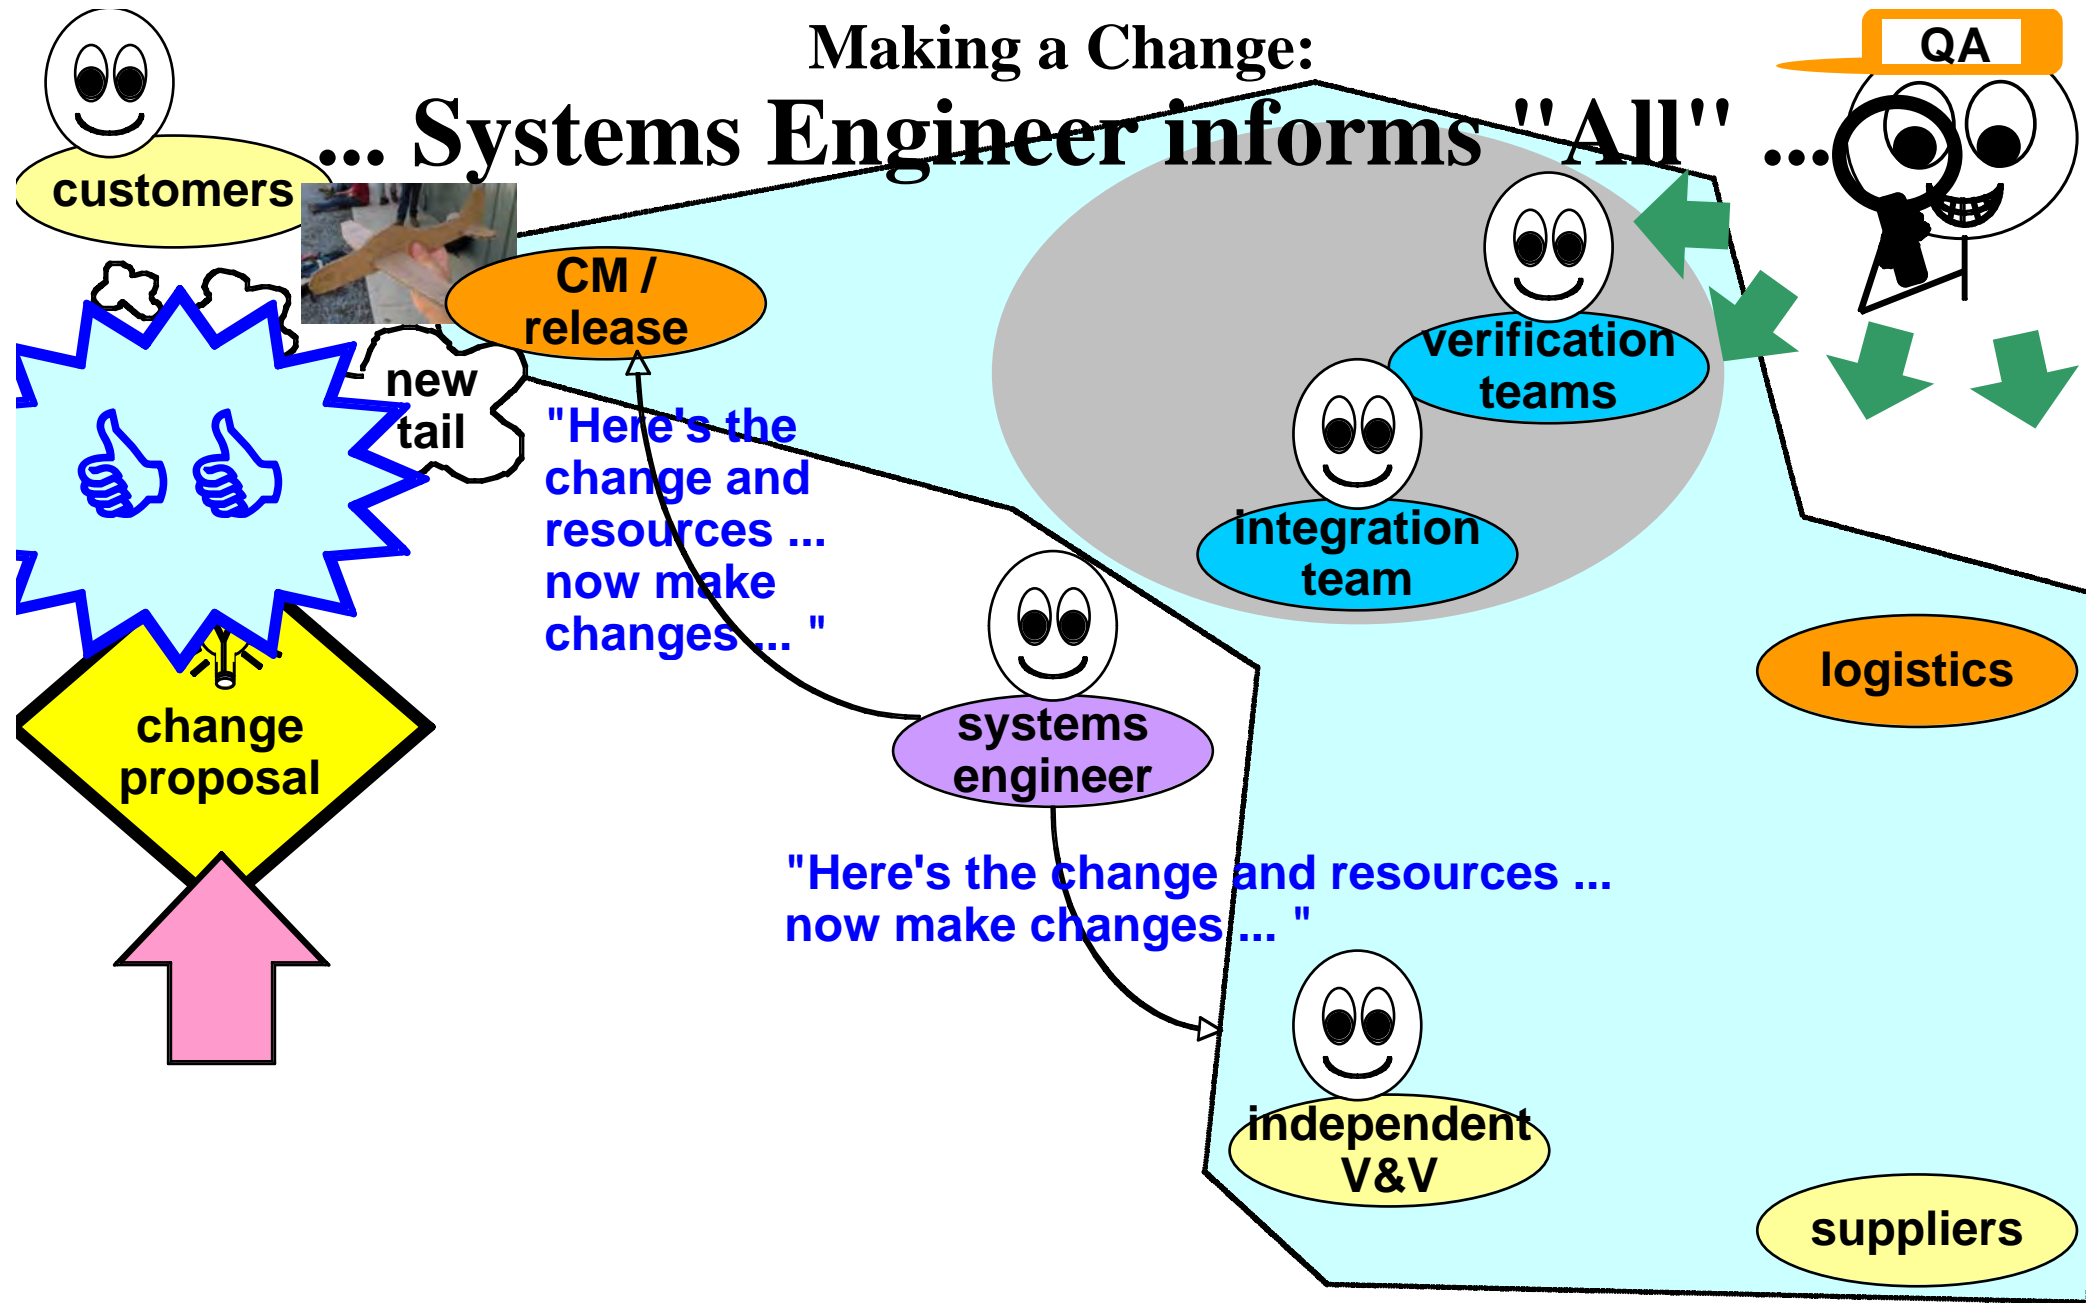 Making a Change:
... Systems Engineer informs "All" ...
QA
customers
CM /
release
new
tail
verification
teams
"Here's the
change and
resources ...
now make
changes ... "
integration
team
systems
engineer
logistics
change
proposal
"Here's the change and resources ...
now make changes ... "
independent
V&V
suppliers